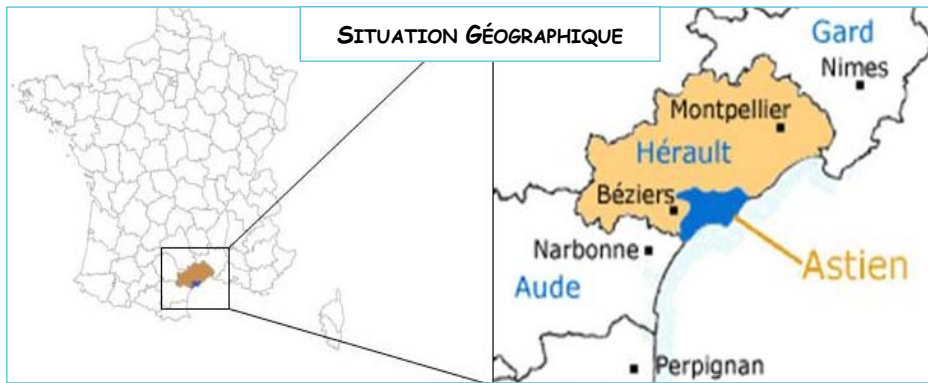 SITUATION GÉOGRAPHIQUE
Gard
Nimes
Montpellier
Hérault
Béziers
Narbonne
Astien
Aude
Perpignan